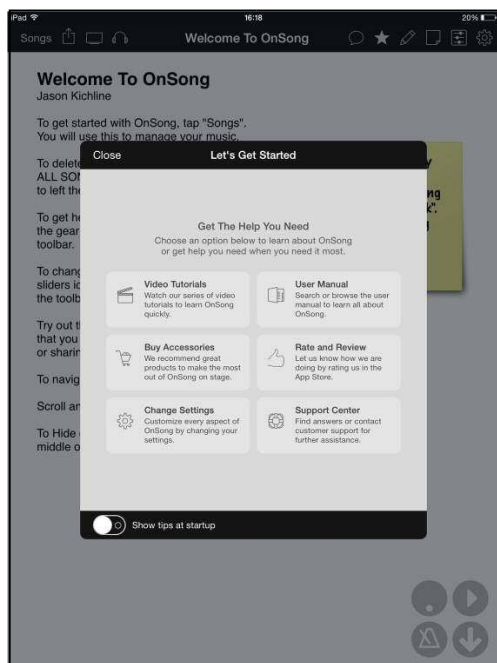 iPad 16:18 20%
Songs Welcome To OnSong
Welcome To OnSong
Jason Kichline
To get started with OnSong, tap "Songs".
You will use this to manage your music.
To delete
ALL SON
to left the
To get he
the gear
toolbar.
To chang
sliders ic
the toolb
Try out t
that you
or sharin
To navig
Scroll an
To Hide
middle o
y
ng
k".
g
Close Let's Get Started
Get The Help You Need
Choose an option below to learn about OnSong
or get help you need when you need it most.
Video Tutorials
Watch our series of video
tutorials to learn OnSong
quickly.
User Manual
Search or browse the user
manual to learn all about
OnSong.
Buy Accessories
We recommend great
products to make the most
out of OnSong on stage.
Rate and Review
Let us know how we are
doing by rating us in the
App Store.
Change Settings
Customize every aspect of
OnSong by changing your
settings.
Support Center
Find answers or contact
customer support for
further assistance.
Show tips at startup